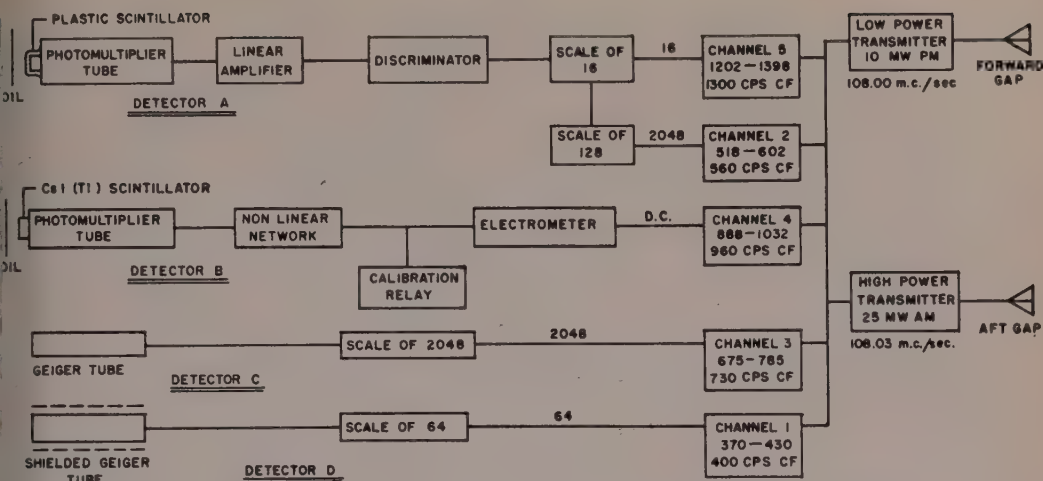 PLASTIC SCINTILLATOR
PHOTOMULTIPLIER
TUBE
LINEAR
AMPLIFIER
DISCRIMINATOR
SCALE OF
16
16
CHANNEL 5
1202-1398
1300 CPS CF
LOW POWER
TRANSMITTER
10 MW PM
108.00 m.c./sec
FORWARD
GAP
OIL
DETECTOR A
SCALE OF
128
2048
CHANNEL 2
518-602
560 CPS CF
CsI (Tl) SCINTILLATOR
PHOTOMULTIPLIER
TUBE
NON LINEAR
NETWORK
ELECTROMETER
D.C.
CHANNEL 4
888-1032
960 CPS CF
OIL
DETECTOR B
CALIBRATION
RELAY
HIGH POWER
TRANSMITTER
25 MW AM
108.03 m.c./sec.
AFT GAP
GEIGER TUBE
DETECTOR C
SCALE OF 2048
2048
CHANNEL 3
675-785
730 CPS CF
SHIELDED GEIGER
TUBE
DETECTOR D
SCALE OF 64
64
CHANNEL 1
370-430
400 CPS CF